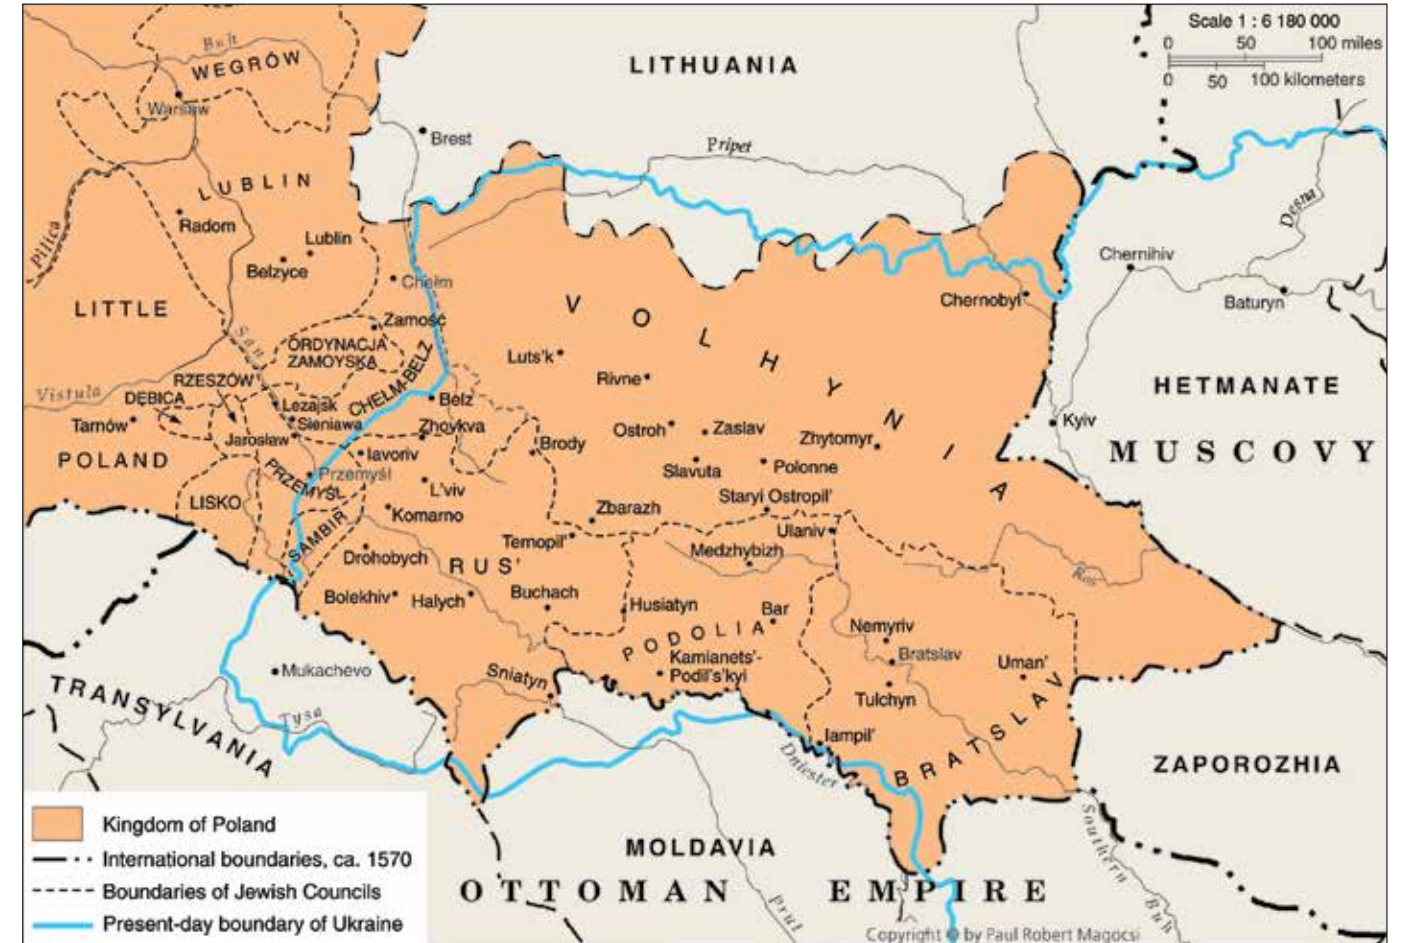 Scale 1 : 6 180 000
0 50 100 miles
0 50 100 kilometers
Buh
WEGRÓW
Warsaw
LITHUANIA
Brest
Pripet
LUBLIN
Radom
Lublin
Belzyce
Chełm
Pilica
Desna
Chernihiv
Baturyn
Chernobyl
LITTLE
POLAND
VOLHYNIA
Zamość
ORDYNACJA
ZAMOYSKA
CHELM-BELZ
San
Vistula
RZESZÓW
DĘBICA
Tarnów
Lezajsk
Sieniawa
Jarosław
Belz
Zhovkva
Brody
Luts'k
Rivne
Ostroh
Zaslav
Zhytomyr
Slavuta
Polonne
Staryi Ostropil'
HETMANATE
Kyiv
MUSCOVY
PRZEMYŚL
Przemyśl
Iavoriv
L'viv
LISKO
SAMBIR
Komarno
Zbarazh
Ternopil'
Ulaniv
Medzhybizh
Drohobych
RUS'
Bolekhiv
Halych
Buchach
Husiatyn
Bar
PODOLIA
Kamianets'-
Podil's'kyi
Nemyriv
Bratslav
Uman'
Tulchyn
Ros
Mukachevo
Sniatyn
TRANSYLVANIA
Tysa
Iampil'
BRATSLAV
Dniester
ZAPOROZHIA
Southern Buh
MOLDAVIA
OTTOMAN EMPIRE
Prut
Kingdom of Poland
International boundaries, ca. 1570
Boundaries of Jewish Councils
Present-day boundary of Ukraine
Copyright © by Paul Robert Magocsi